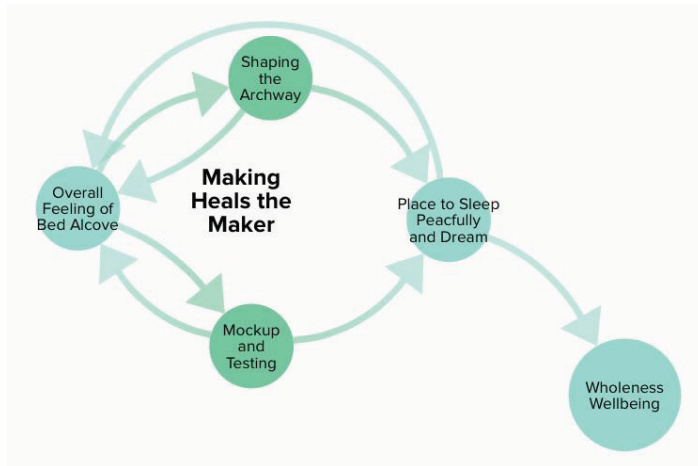 Shaping
the
Archway
Making
Heals the
Maker
Overall
Feeling of
Bed Alcove
Place to Sleep
Peacfully
and Dream
Mockup
and
Testing
Wholeness
Wellbeing